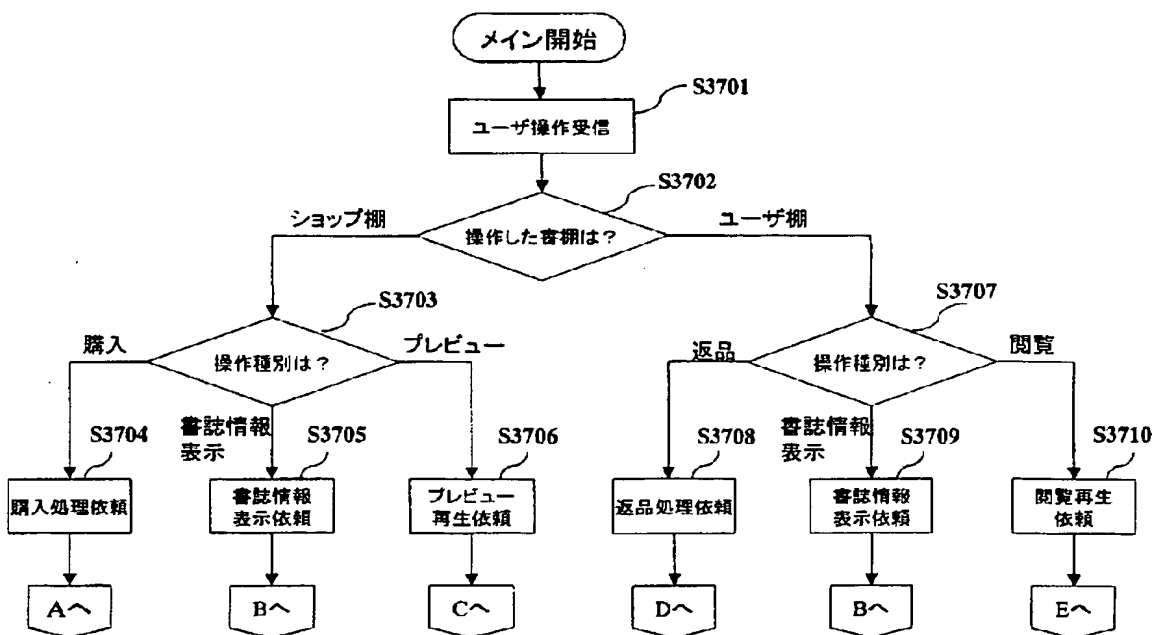 メイン開始
S3701
ユーザ操作受信
S3702
ショップ棚
操作した書棚は？
ユーザ棚
S3703
S3707
購入
操作種別は？
プレビュー
返品
操作種別は？
閲覧
S3704
書誌情報
表示
S3705
S3706
S3708
書誌情報
表示
S3709
S3710
購入処理依頼
書誌情報
表示依頼
プレビュー
再生依頼
返品処理依頼
書誌情報
表示依頼
閲覧再生
依頼
Aへ
Bへ
Cへ
Dへ
Bへ
Eへ